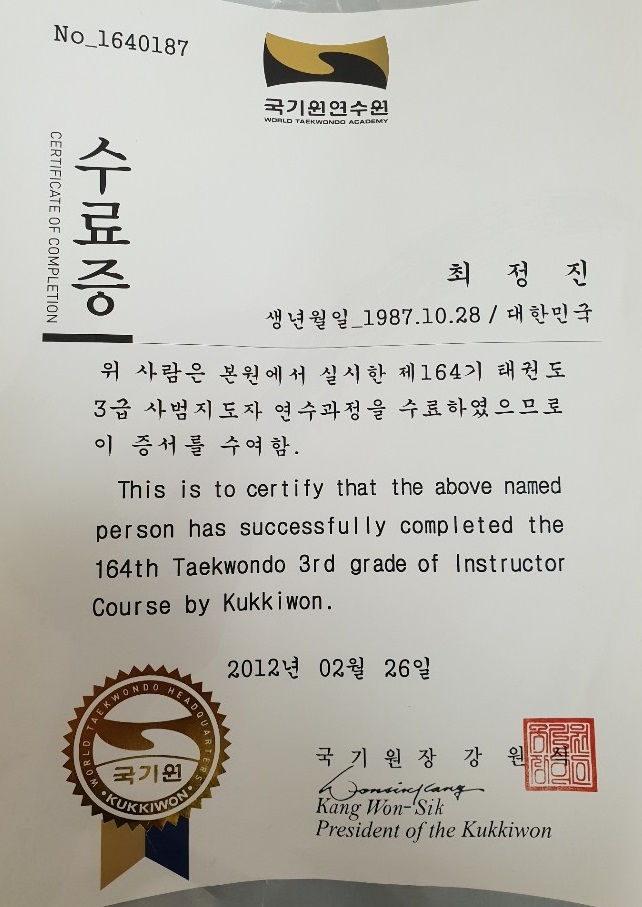 No_1640187
국기원연수원
WORLD TAEKWONDO ACADEMY
수료증
CERTIFICATE OF COMPLETION
최 정 진
생년월일_1987.10.28 / 대한민국
위 사람은 본원에서 실시한 제164기 태권도
3급 사범지도자 연수과정을 수료하였으므로
이 증서를 수여함.
This is to certify that the above named
person has successfully completed the
164th Taekwondo 3rd grade of Instructor
Course by Kukkiwon.
2012년 02월 26일
WORLD TAEKWONDO HEADQUARTERS
국기원
KUKKIWON
국 기 원 장 강 원 식
Kang Won-Sik
President of the Kukkiwon